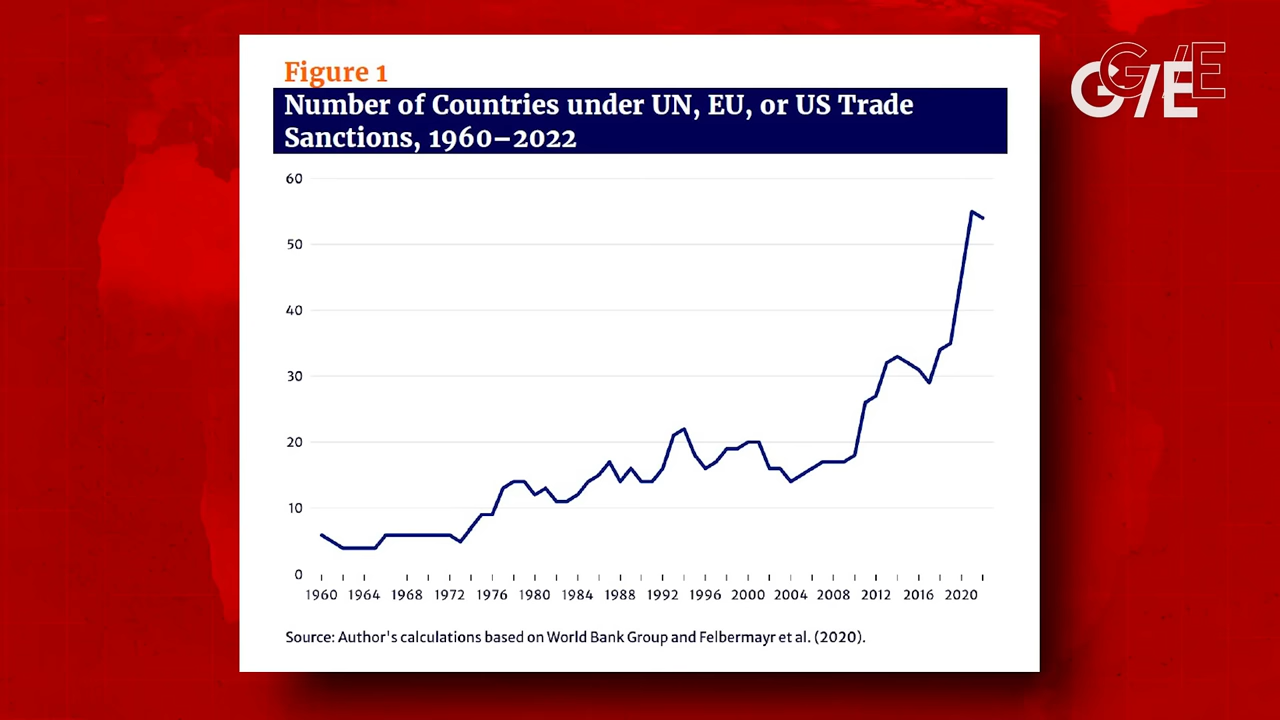 G/E
G/E
Figure 1
Number of Countries under UN, EU, or US Trade
Sanctions, 1960–2022
60
50
40
30
20
10
0
1960 1964 1968 1972 1976 1980 1984 1988 1992 1996 2000 2004 2008 2012 2016 2020
Source: Author's calculations based on World Bank Group and Felbermayr et al. (2020).